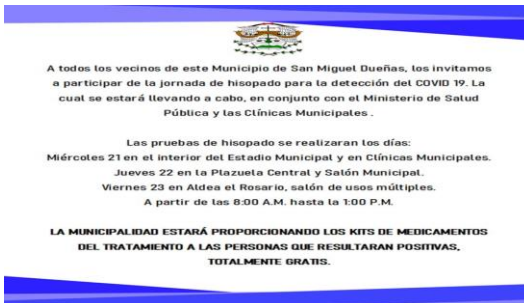 A todos los vecinos de este Municipio de San Miguel Dueñas, los invitamos
a participar de la jornada de hisopado para la detección del COVID 19. La
cual se estará llevando a cabo, en conjunto con el Ministerio de Salud
Pública y las Clínicas Municipales .
Las pruebas de hisopado se realizaran los días:
Miércoles 21 en el interior del Estadio Municipal y en Clínicas Municipales.
Jueves 22 en la Plazuela Central y Salón Municipal.
Viernes 23 en Aldea el Rosario, salón de usos múltiples.
A partir de las 8:00 A.M. hasta la 1:00 P.M.
LA MUNICIPALIDAD ESTARÁ PROPORCIONANDO LOS KITS DE MEDICAMENTOS
DEL TRATAMIENTO A LAS PERSONAS QUE RESULTARAN POSITIVAS,
TOTALMENTE GRATIS.